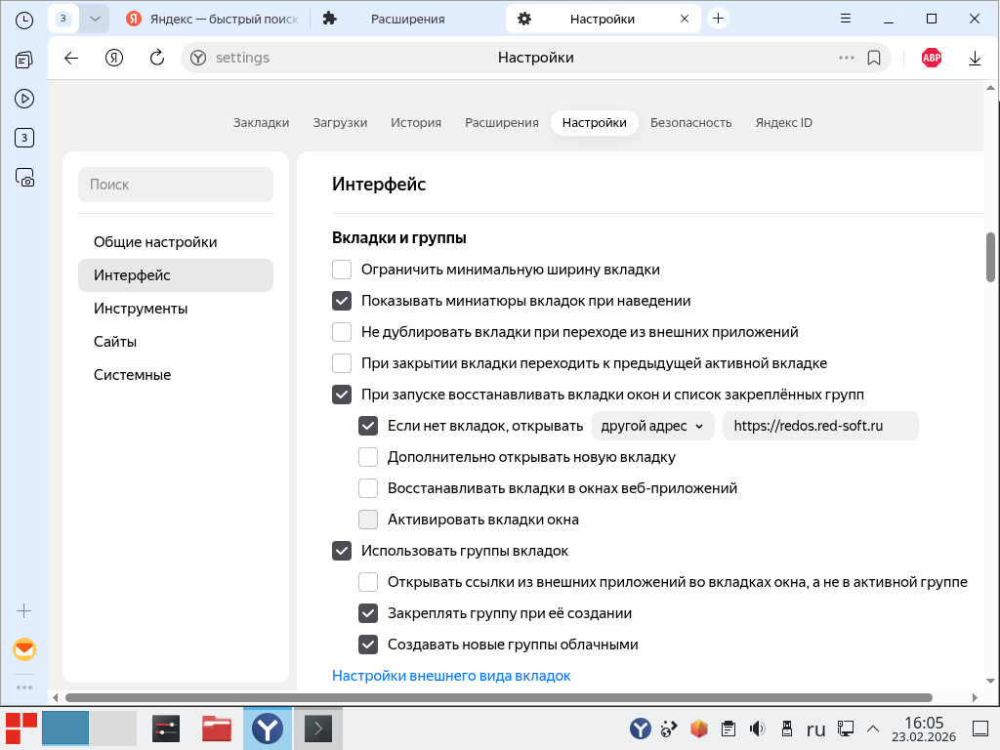 3
Я Яндекс — быстрый поиск
Расширения
Настройки
Я
settings
Настройки
ABP
3
Закладки
Загрузки
История
Расширения
Настройки
Безопасность
Яндекс ID
Поиск
Общие настройки
Интерфейс
Инструменты
Сайты
Системные
Интерфейс
Вкладки и группы
Ограничить минимальную ширину вкладки
Показывать миниатюры вкладок при наведении
Не дублировать вкладки при переходе из внешних приложений
При закрытии вкладки переходить к предыдущей активной вкладке
При запуске восстанавливать вкладки окон и список закреплённых групп
Если нет вкладок, открывать другой адрес https://redos.red-soft.ru
Дополнительно открывать новую вкладку
Восстанавливать вкладки в окнах веб-приложений
Активировать вкладки окна
Использовать группы вкладок
Открывать ссылки из внешних приложений во вкладках окна, а не в активной группе
Закреплять группу при её создании
Создавать новые группы облачными
Настройки внешнего вида вкладок
ru
16:05
23.02.2026